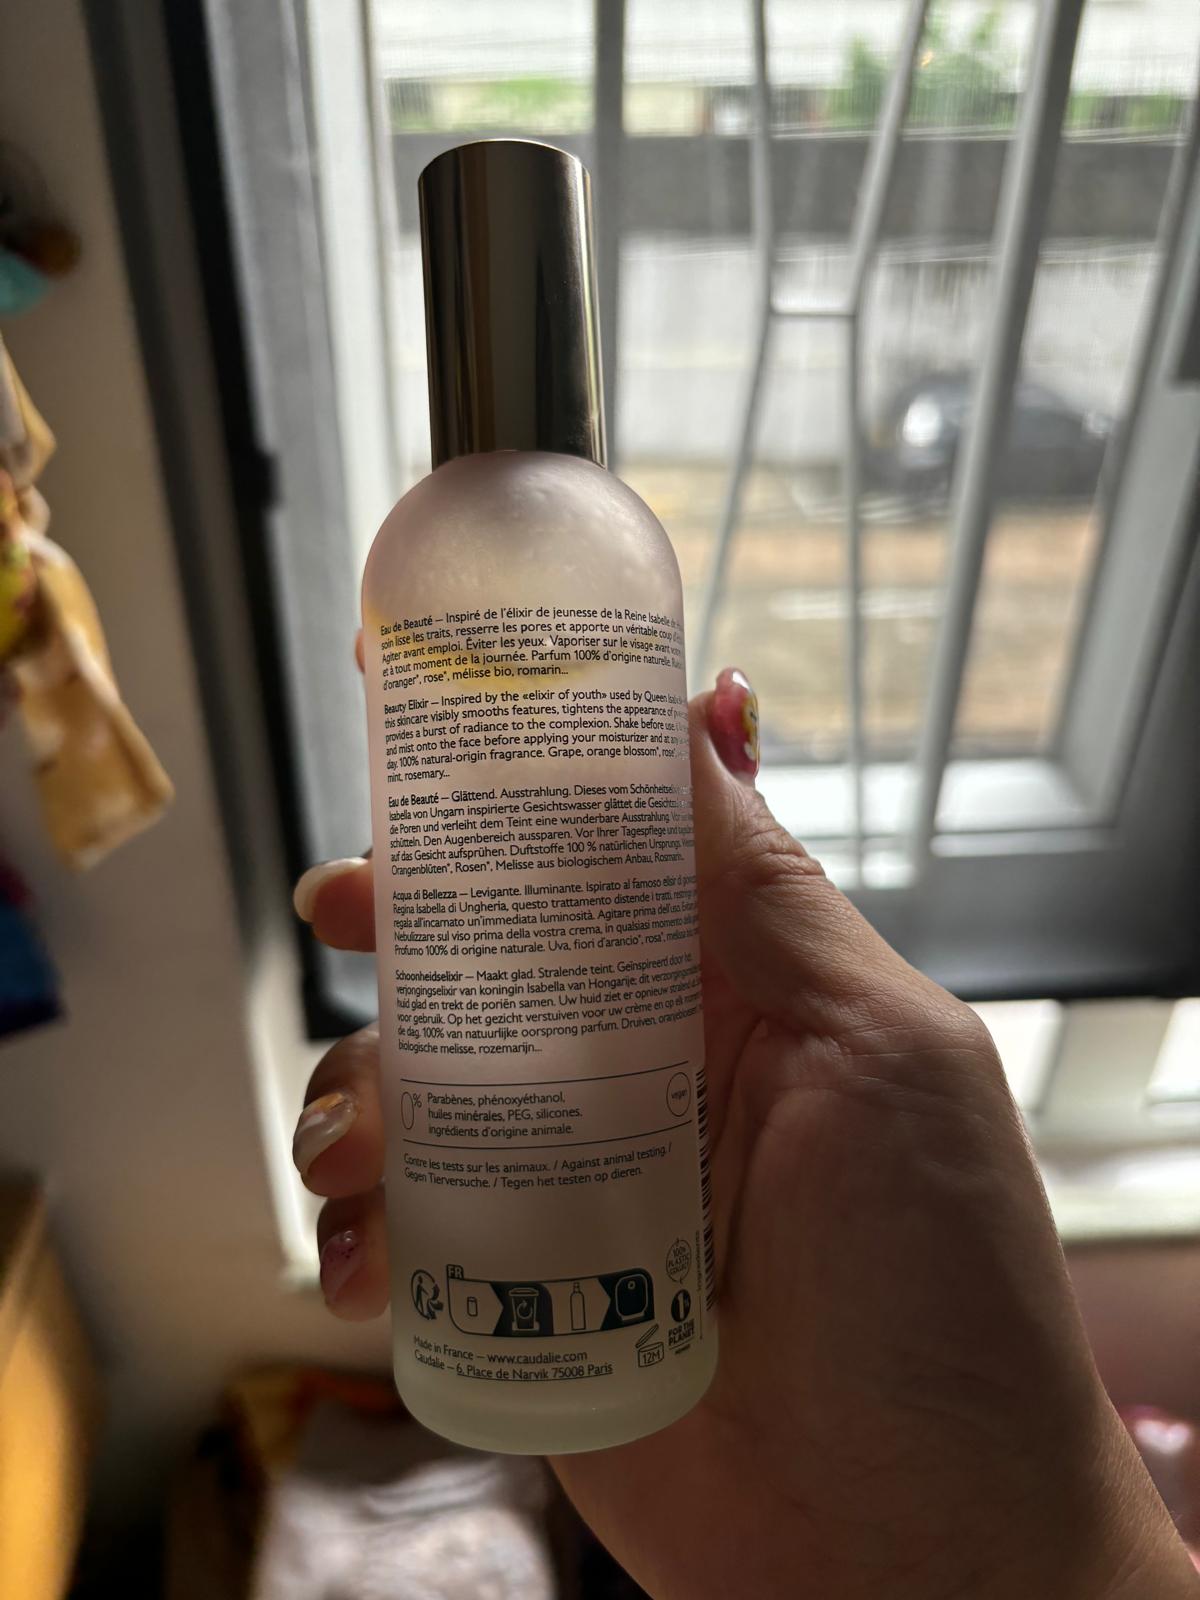 Eau de Beauté – Inspiré de l'élixir de jeunesse de la Reine Isabelle de
soin lisse les traits, resserre les pores et apporte un véritable coup
Agiter avant emploi. Éviter les yeux. Vaporiser sur le visage avant
et à tout moment de la journée. Parfum 100% d'origine naturelle.
d'oranger*, rose*, mélisse bio, romarin...
Beauty Elixir – Inspired by the «elixir of youth» used by Queen
this skincare visibly smooths features, tightens the appearance of
provides a burst of radiance to the complexion. Shake before use,
and mist onto the face before applying your moisturizer and at
day. 100% natural-origin fragrance. Grape, orange blossom*, rose*,
mint, rosemary...
Eau de Beauté – Glättend. Ausstrahlung. Dieses vom
Isabella von Ungarn inspirierte Gesichtswasser glättet die
die Poren und verleiht dem Teint eine wunderbare Ausstrahlung. Vor
schütteln. Den Augenbereich aussparen. Vor Ihrer Tagespflege und
auf das Gesicht aufsprühen. Duftstoffe 100 % natürlichen Ursprungs.
Orangenblüten*, Rosen*, Melisse aus biologischem Anbau, Rosmarin...
Acqua di Bellezza – Levigante. Illuminante. Ispirato al famoso elisir di
Regina Isabella di Ungheria, questo trattamento distende i tratti,
regala all'incarnato un'immediata luminosità. Agitare prima dell'uso.
Nebulizzare sul viso prima della vostra crema, in qualsiasi momento
Profumo 100% di origine naturale. Uva, fiori d'arancio*, rosa*, melissa
Schoonheidselixir – Maakt glad. Stralende teint. Geïnspireerd door het
verjongingselixir van koningin Isabella van Hongarije; dit
huid glad en trekt de poriën samen. Uw huid ziet er opnieuw stralend
voor gebruik. Op het gezicht verstuiven voor uw crème en op elk
de dag. 100% van natuurlijke oorsprong parfum. Druiven,
biologische melisse, rozemarijn...
0% Parabènes, phénoxyéthanol,
huiles minérales, PEG, silicones,
ingrédients d'origine animale.
vegan
Contre les tests sur les animaux. / Against animal testing. /
Gegen Tierversuche. / Tegen het testen op dieren.
FR
100%
PLASTIC
COLLECT
Ingredients
1%
FOR THE
PLANET
12M
Made in France – www.caudalie.com
Caudalie – 6, Place de Narvik 75008 Paris